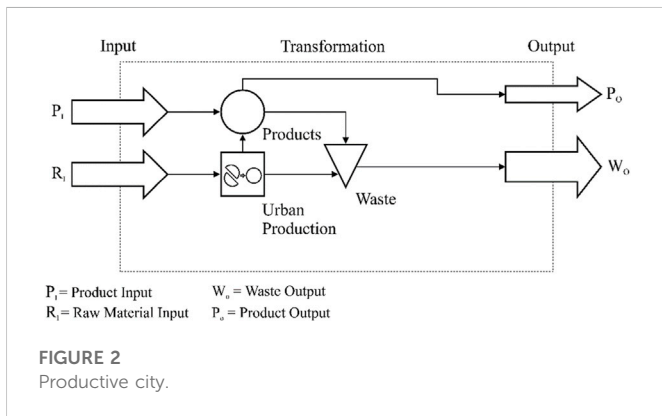 Input Transformation Output
Pᵢ
Pₒ
Products
Rᵢ
Wₒ
Waste
Urban
Production
Pᵢ= Product Input Wₒ = Waste Output
Rᵢ= Raw Material Input Pₒ = Product Output
FIGURE 2
Productive city.